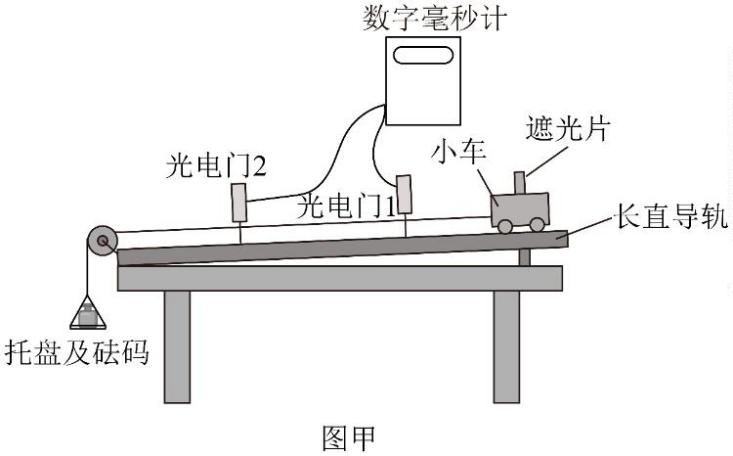 数字毫秒计
遮光片
小车
光电门2
光电门1
长直导轨
托盘及砝码
图甲